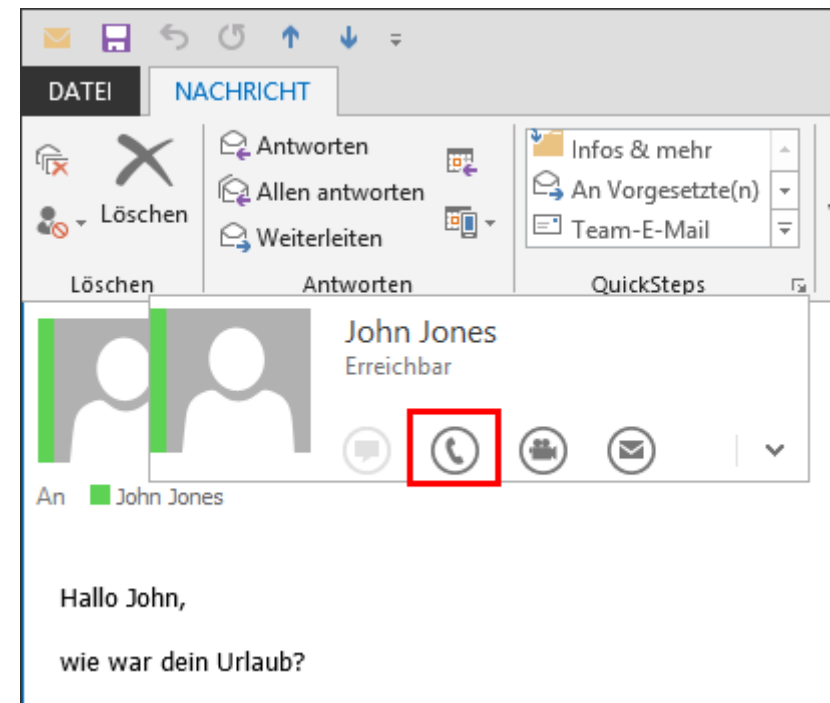 DATEI NACHRICHT
Löschen
Antworten
Allen antworten
Weiterleiten
Infos & mehr
An Vorgesetzte(n)
Team-E-Mail
Löschen Antworten QuickSteps
John Jones
Erreichbar
An John Jones
Hallo John,
wie war dein Urlaub?